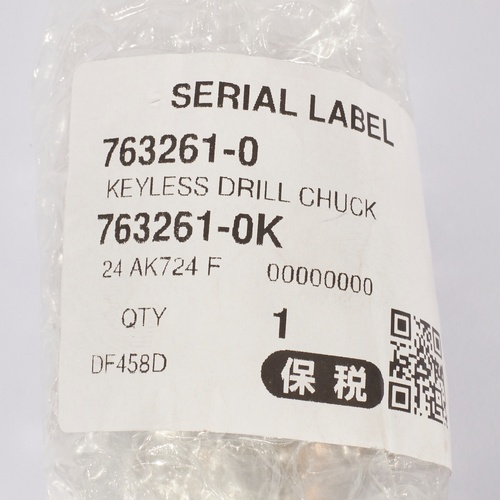 SERIAL LABEL
763261-0
KEYLESS DRILL CHUCK
763261-0K
24 AK724 F 00000000
QTY 1
DF458D 保税